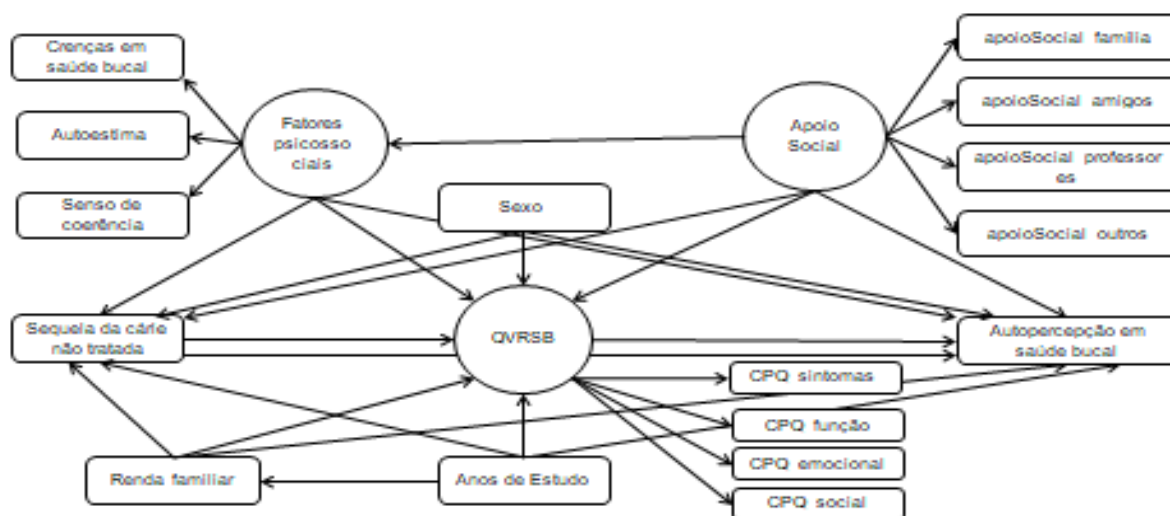 Crenças em
saúde bucal
Autoestima
Senso de
coerência
Fatores
psicosso
ciais
Apoio
Social
apoioSocial família
apoioSocial amigos
apoioSocial professor
es
apoioSocial outros
Sexo
Sequela da cárie
não tratada
QVRSB
Autopercepção em
saúde bucal
CPQ sintomas
CPQ função
CPQ emocional
CPQ social
Renda familiar
Anos de Estudo